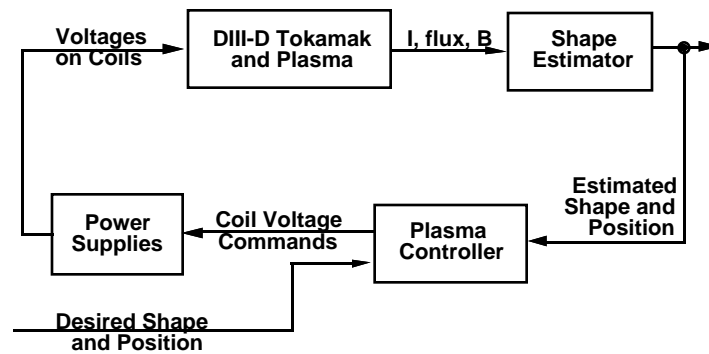 Voltages
on Coils
DIII-D Tokamak
and Plasma
I, flux, B
Shape
Estimator
Estimated
Shape and
Position
Power
Supplies
Coil Voltage
Commands
Plasma
Controller
Desired Shape
and Position